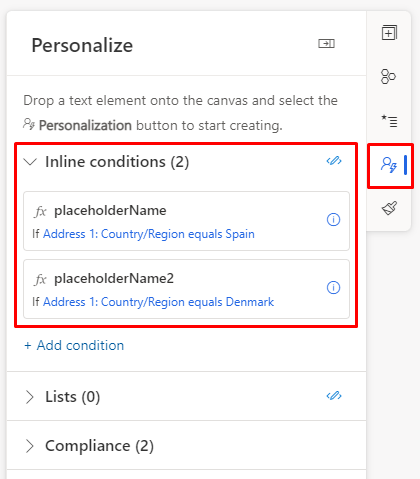 Personalize
Drop a text element onto the canvas and select the
Personalization button to start creating.
Inline conditions (2)
fx placeholderName
If Address 1: Country/Region equals Spain
fx placeholderName2
If Address 1: Country/Region equals Denmark
+ Add condition
Lists (0)
Compliance (2)